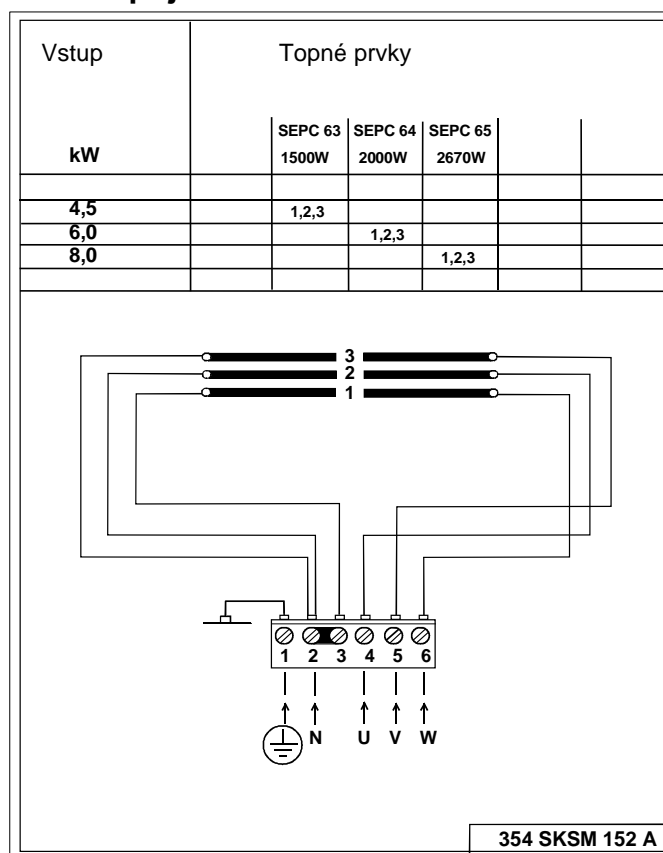 Vstup Topné prvky
SEPC 63 SEPC 64 SEPC 65
kW 1500W 2000W 2670W
4,5 1,2,3
6,0 1,2,3
8,0 1,2,3
3
2
1
1 2 3 4 5 6
N U V W
354 SKSM 152 A